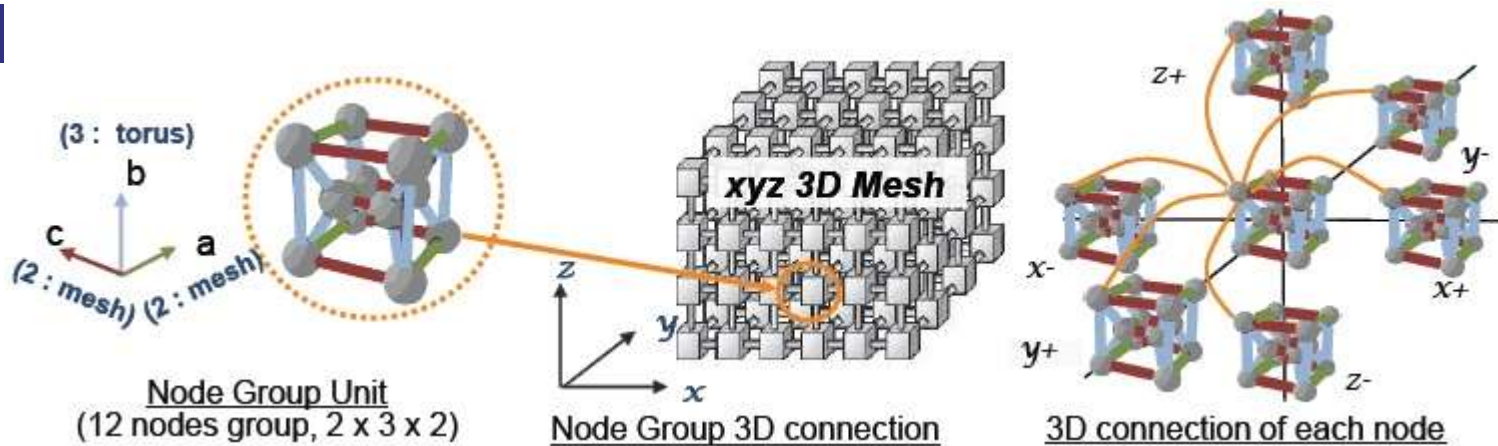 (3 : torus)
b
c
a
(2 : mesh) (2 : mesh)
Node Group Unit
(12 nodes group, 2 x 3 x 2)
xyz 3D Mesh
z
y
x
Node Group 3D connection
z+
y-
x-
x+
y+
z-
3D connection of each node